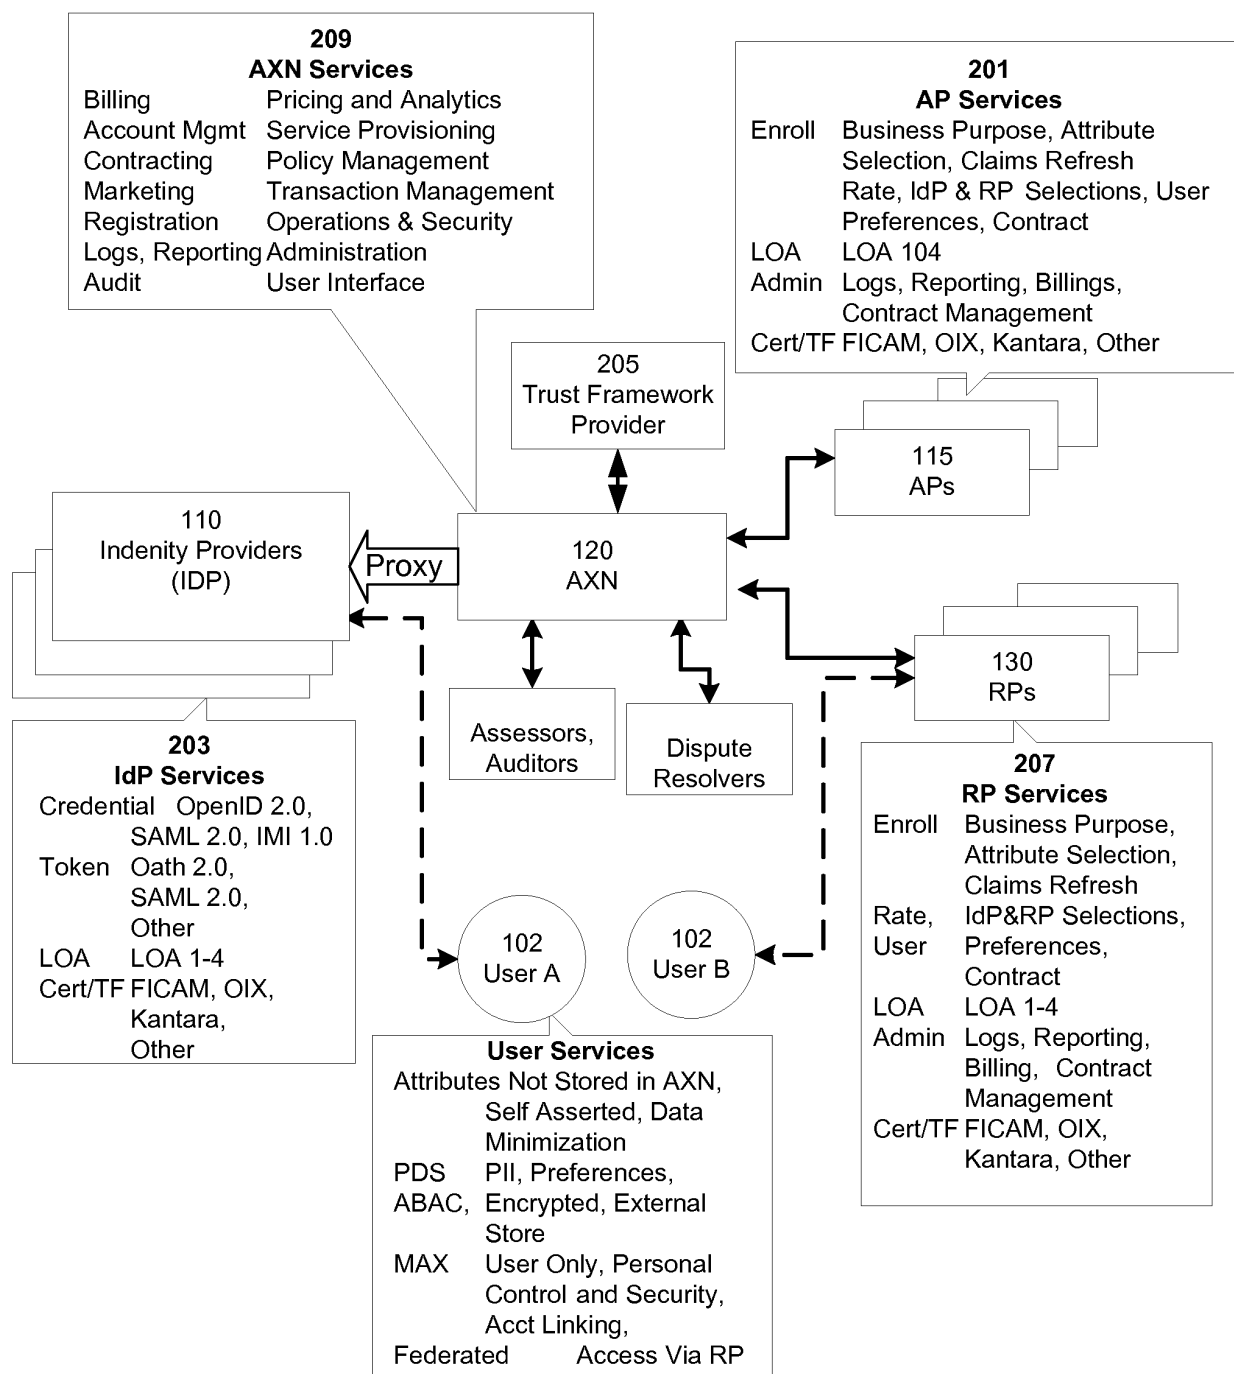 209
AXN Services
Billing Pricing and Analytics
Account Mgmt Service Provisioning
Contracting Policy Management
Marketing Transaction Management
Registration Operations & Security
Logs, Reporting Administration
Audit User Interface
201
AP Services
Enroll Business Purpose, Attribute
Selection, Claims Refresh
Rate, IdP & RP Selections, User
Preferences, Contract
LOA LOA 104
Admin Logs, Reporting, Billings,
Contract Management
Cert/TF FICAM, OIX, Kantara, Other
205
Trust Framework
Provider
115
APs
110
Indenity Providers
(IDP)
Proxy
120
AXN
130
RPs
Assessors,
Auditors
Dispute
Resolvers
203
IdP Services
Credential OpenID 2.0,
SAML 2.0, IMI 1.0
Token Oath 2.0,
SAML 2.0,
Other
LOA LOA 1-4
Cert/TF FICAM, OIX,
Kantara,
Other
102
User A
102
User B
207
RP Services
Enroll Business Purpose,
Attribute Selection,
Claims Refresh
Rate, IdP&RP Selections,
User Preferences,
Contract
LOA LOA 1-4
Admin Logs, Reporting,
Billing, Contract
Management
Cert/TF FICAM, OIX,
Kantara, Other
User Services
Attributes Not Stored in AXN,
Self Asserted, Data
Minimization
PDS PII, Preferences,
ABAC, Encrypted, External
Store
MAX User Only, Personal
Control and Security,
Acct Linking,
Federated Access Via RP